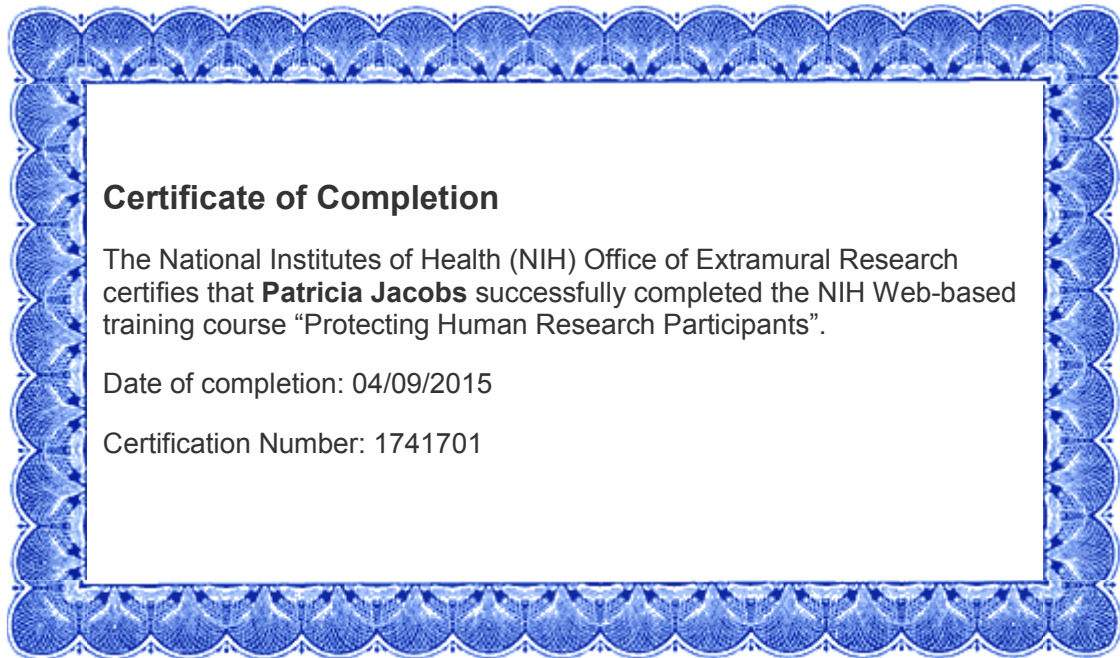 Certificate of Completion
The National Institutes of Health (NIH) Office of Extramural Research
certifies that Patricia Jacobs successfully completed the NIH Web-based
training course “Protecting Human Research Participants”.
Date of completion: 04/09/2015
Certification Number: 1741701